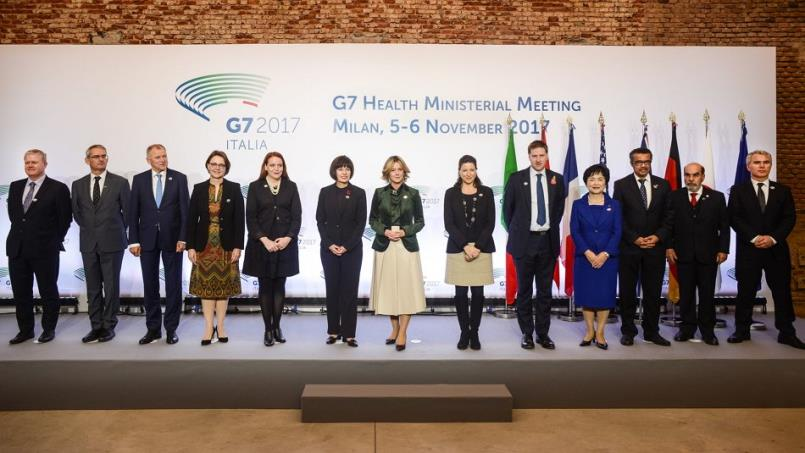 G7 2017
ITALIA
G7 Health Ministerial Meeting
Milan, 5-6 November 2017